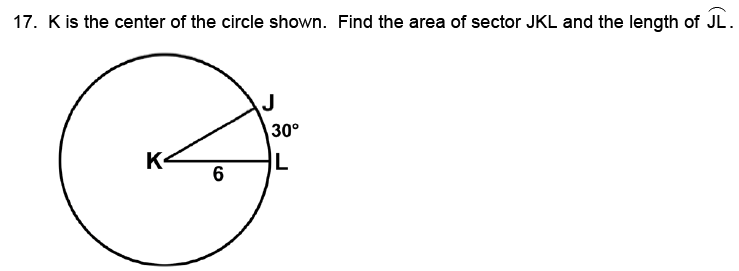 17. K is the center of the circle shown. Find the area of sector JKL and the length of J͡L.
J
30°
K
L
6